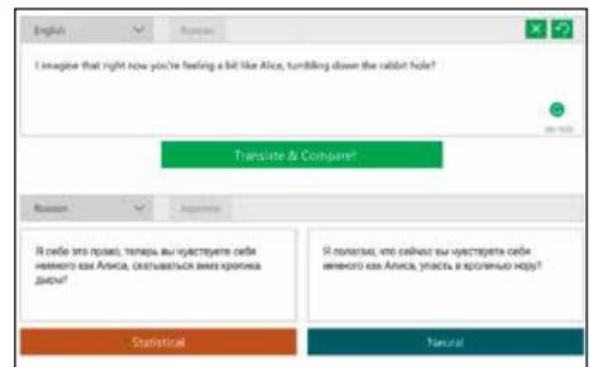 English Russian
I imagine that right now you're feeling a bit like Alice, tumbling down the rabbit hole?
Translate & Compare!
Russian Japanese
Я себе это право, теперь вы чувствуете себя
немного как Алиса, скатываться вниз кролика
дыры?
Я полагаю, что сейчас вы чувствуете себя
немного как Алиса, упасть в кроличью нору?
Statistical Neural